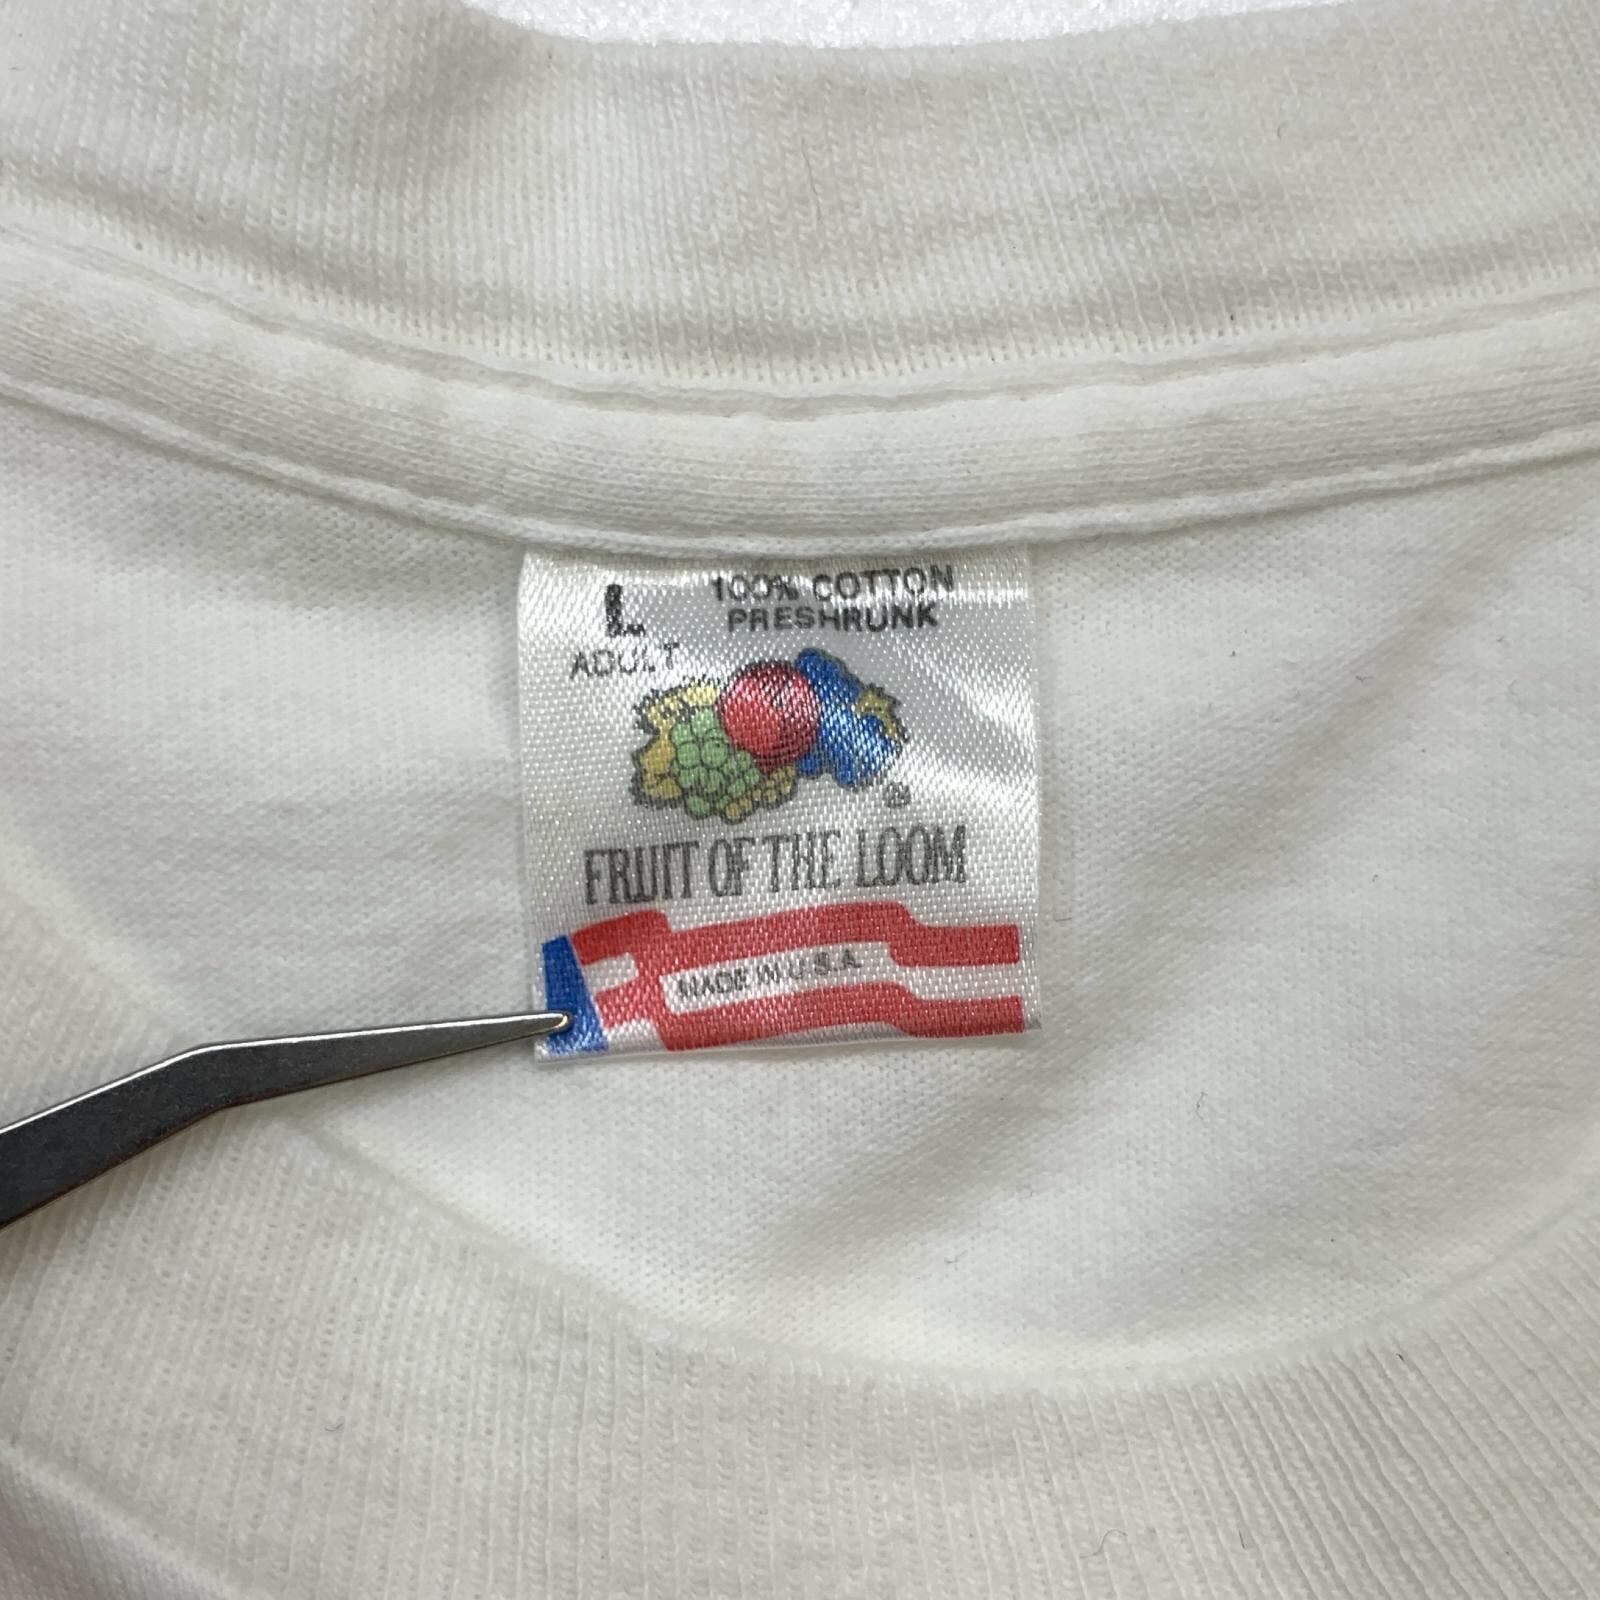 L
ADULT
100% COTTON
PRESHRUNK
®
FRUIT OF THE LOOM
MADE IN U.S.A.